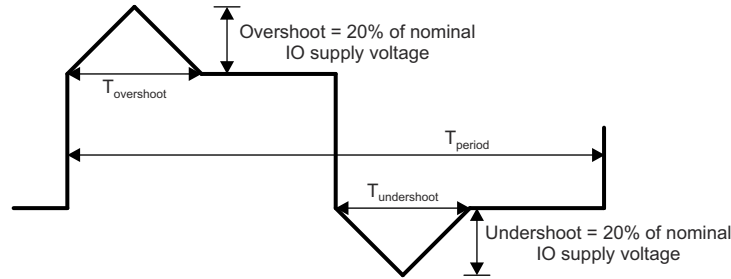 Overshoot = 20% of nominal
IO supply voltage
Tovershoot
Tperiod
Tundershoot
Undershoot = 20% of nominal
IO supply voltage